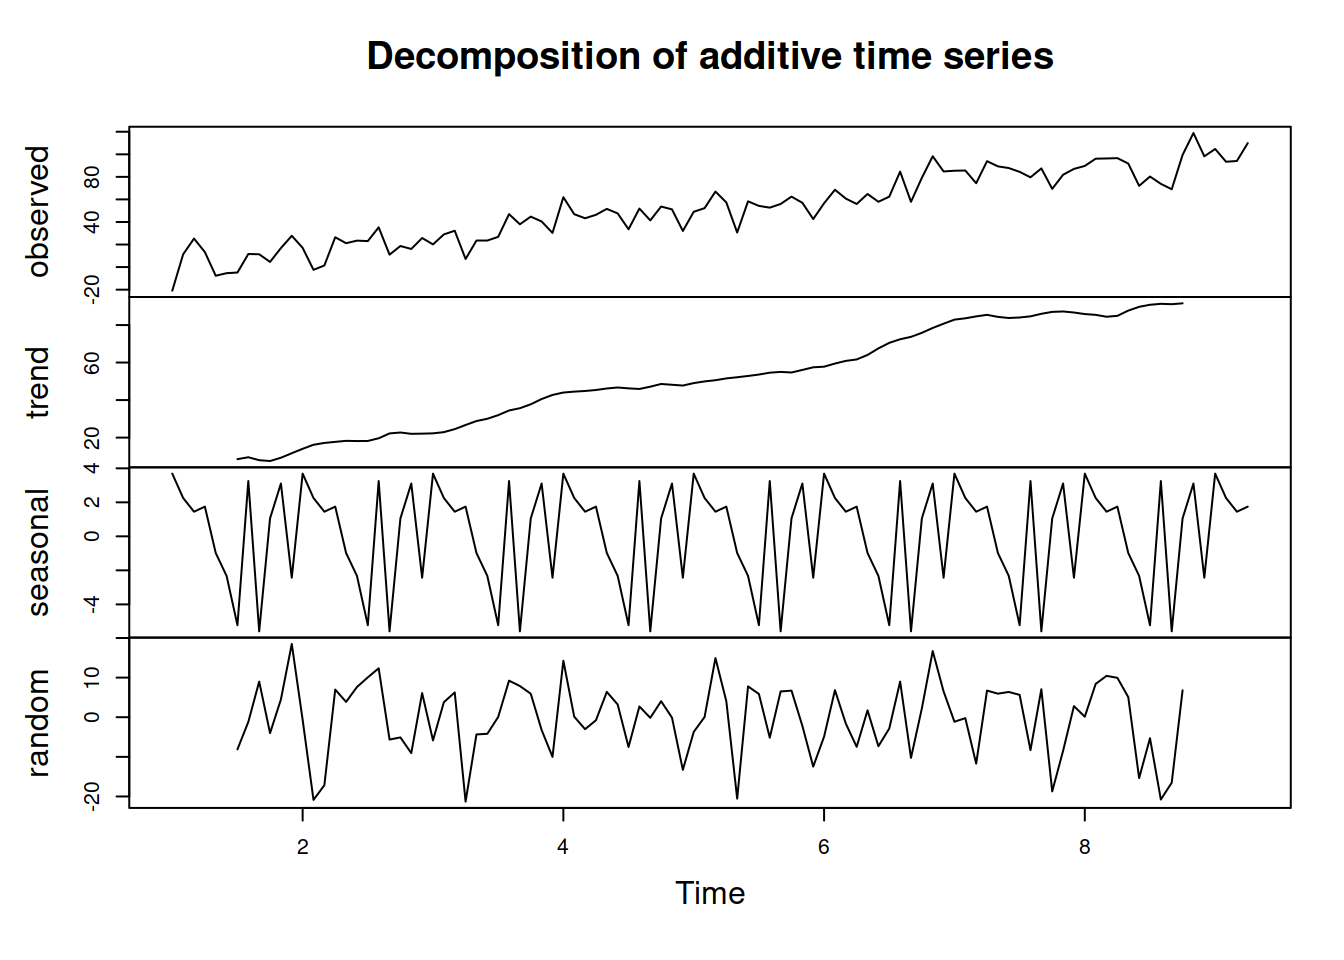 Decomposition of additive time series
observed
-20 40 80
trend
20 60
seasonal
-4 0 2 4
random
-20 0 10
2 4 6 8
Time